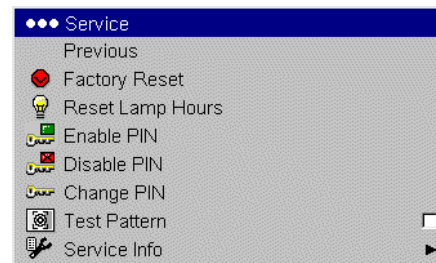 Service
Previous
Factory Reset
Reset Lamp Hours
Enable PIN
Disable PIN
Change PIN
Test Pattern
Service Info